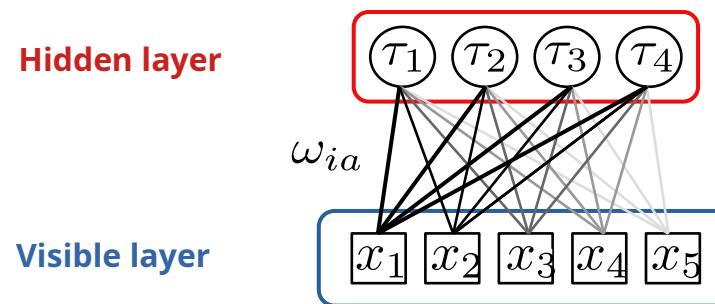 Hidden layer
τ₁ τ₂ τ₃ τ₄
ωᵢₐ
Visible layer
x₁ x₂ x₃ x₄ x₅